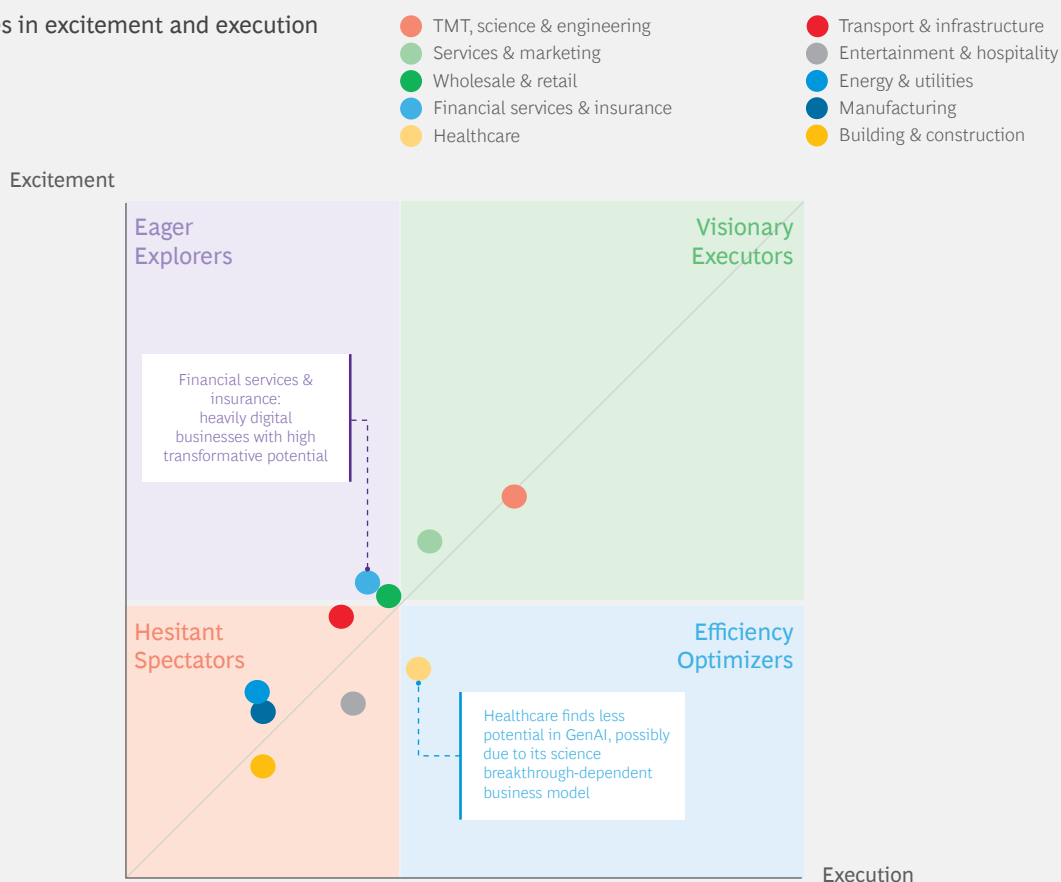 s in excitement and execution
TMT, science & engineering
Services & marketing
Wholesale & retail
Financial services & insurance
Healthcare
Transport & infrastructure
Entertainment & hospitality
Energy & utilities
Manufacturing
Building & construction
Excitement
Eager
Explorers
Visionary
Executors
Financial services &
insurance:
heavily digital
businesses with high
transformative potential
Hesitant
Spectators
Efficiency
Optimizers
Healthcare finds less
potential in GenAI, possibly
due to its science
breakthrough-dependent
business model
Execution